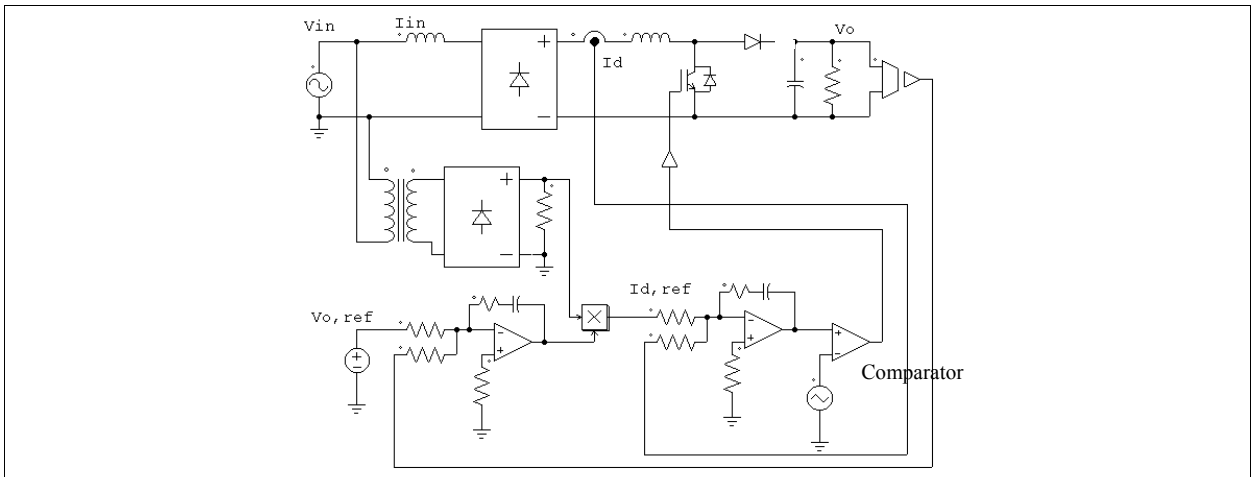 Vin
Iin
Id
Vo
Vo,ref
Id,ref
Comparator